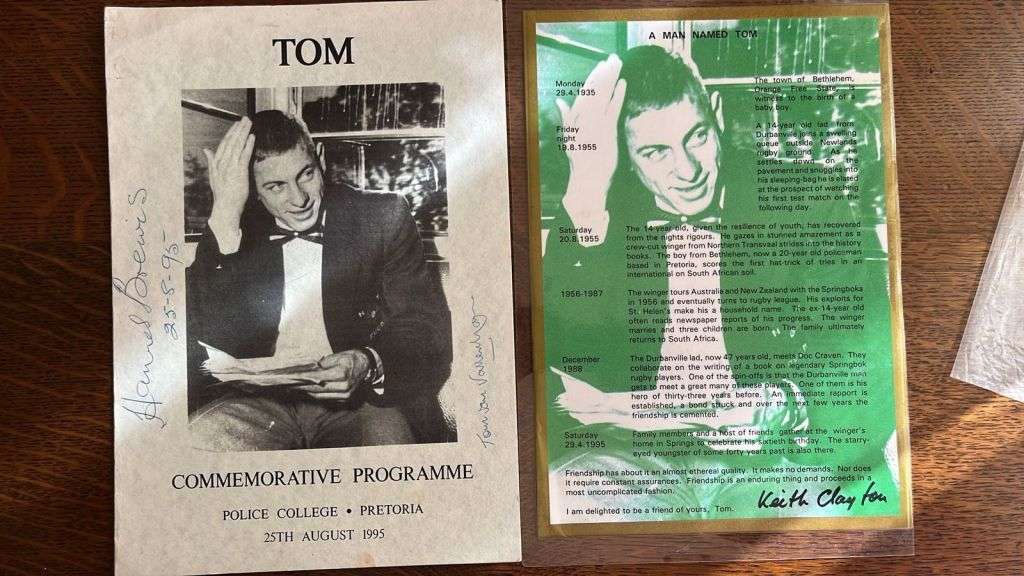 TOM
Hannes Brewis
25-8-95
Tom van Vollenhoven
COMMEMORATIVE PROGRAMME
POLICE COLLEGE • PRETORIA
25TH AUGUST 1995
A MAN NAMED TOM
Monday
29.4.1935
The town of Bethlehem,
Orange Free State, is
witness to the birth of a
baby boy.
Friday
night
19.8.1955
A 14-year old lad from
Durbanville joins a swelling
queue outside Newlands
rugby ground. As he
settles down on the
pavement and snuggles into
his sleeping-bag he is elated
at the prospect of watching
his first test match on the
following day.
Saturday
20.8.1955
The 14-year old, given the resilience of youth, has recovered
from the nights rigours. He gazes in stunned amazement as a
crew-cut winger from Northern Transvaal strides into the history
books. The boy from Bethlehem, now a 20-year old policeman
based in Pretoria, scores the first hat-trick of tries in an
international on South African soil.
1956-1987
The winger tours Australia and New Zealand with the Springboks
in 1956 and eventually turns to rugby league. His exploits for
St. Helen's make his a household name. The ex-14-year old
often reads newspaper reports of his progress. The winger
marries and three children are born. The family ultimately
returns to South Africa.
December
1988
The Durbanville lad, now 47 years old, meets Doc Craven. They
collaborate on the writing of a book on legendary Springbok
rugby players. One of the spin-offs is that the Durbanville man
gets to meet a great many of these players. One of them is his
hero of thirty-three years before. An immediate rapport is
established, a bond struck and over the next few years the
friendship is cemented.
Saturday
29.4.1995
Family members and a host of friends gather at the winger's
home in Springs to celebrate his sixtieth birthday. The starry-
eyed youngster of some forty years past is also there.
Friendship has about it an almost ethereal quality. It makes no demands. Nor does
it require constant assurances. Friendship is an enduring thing and proceeds in a
most uncomplicated fashion.
I am delighted to be a friend of yours, Tom.
Keith Clayton